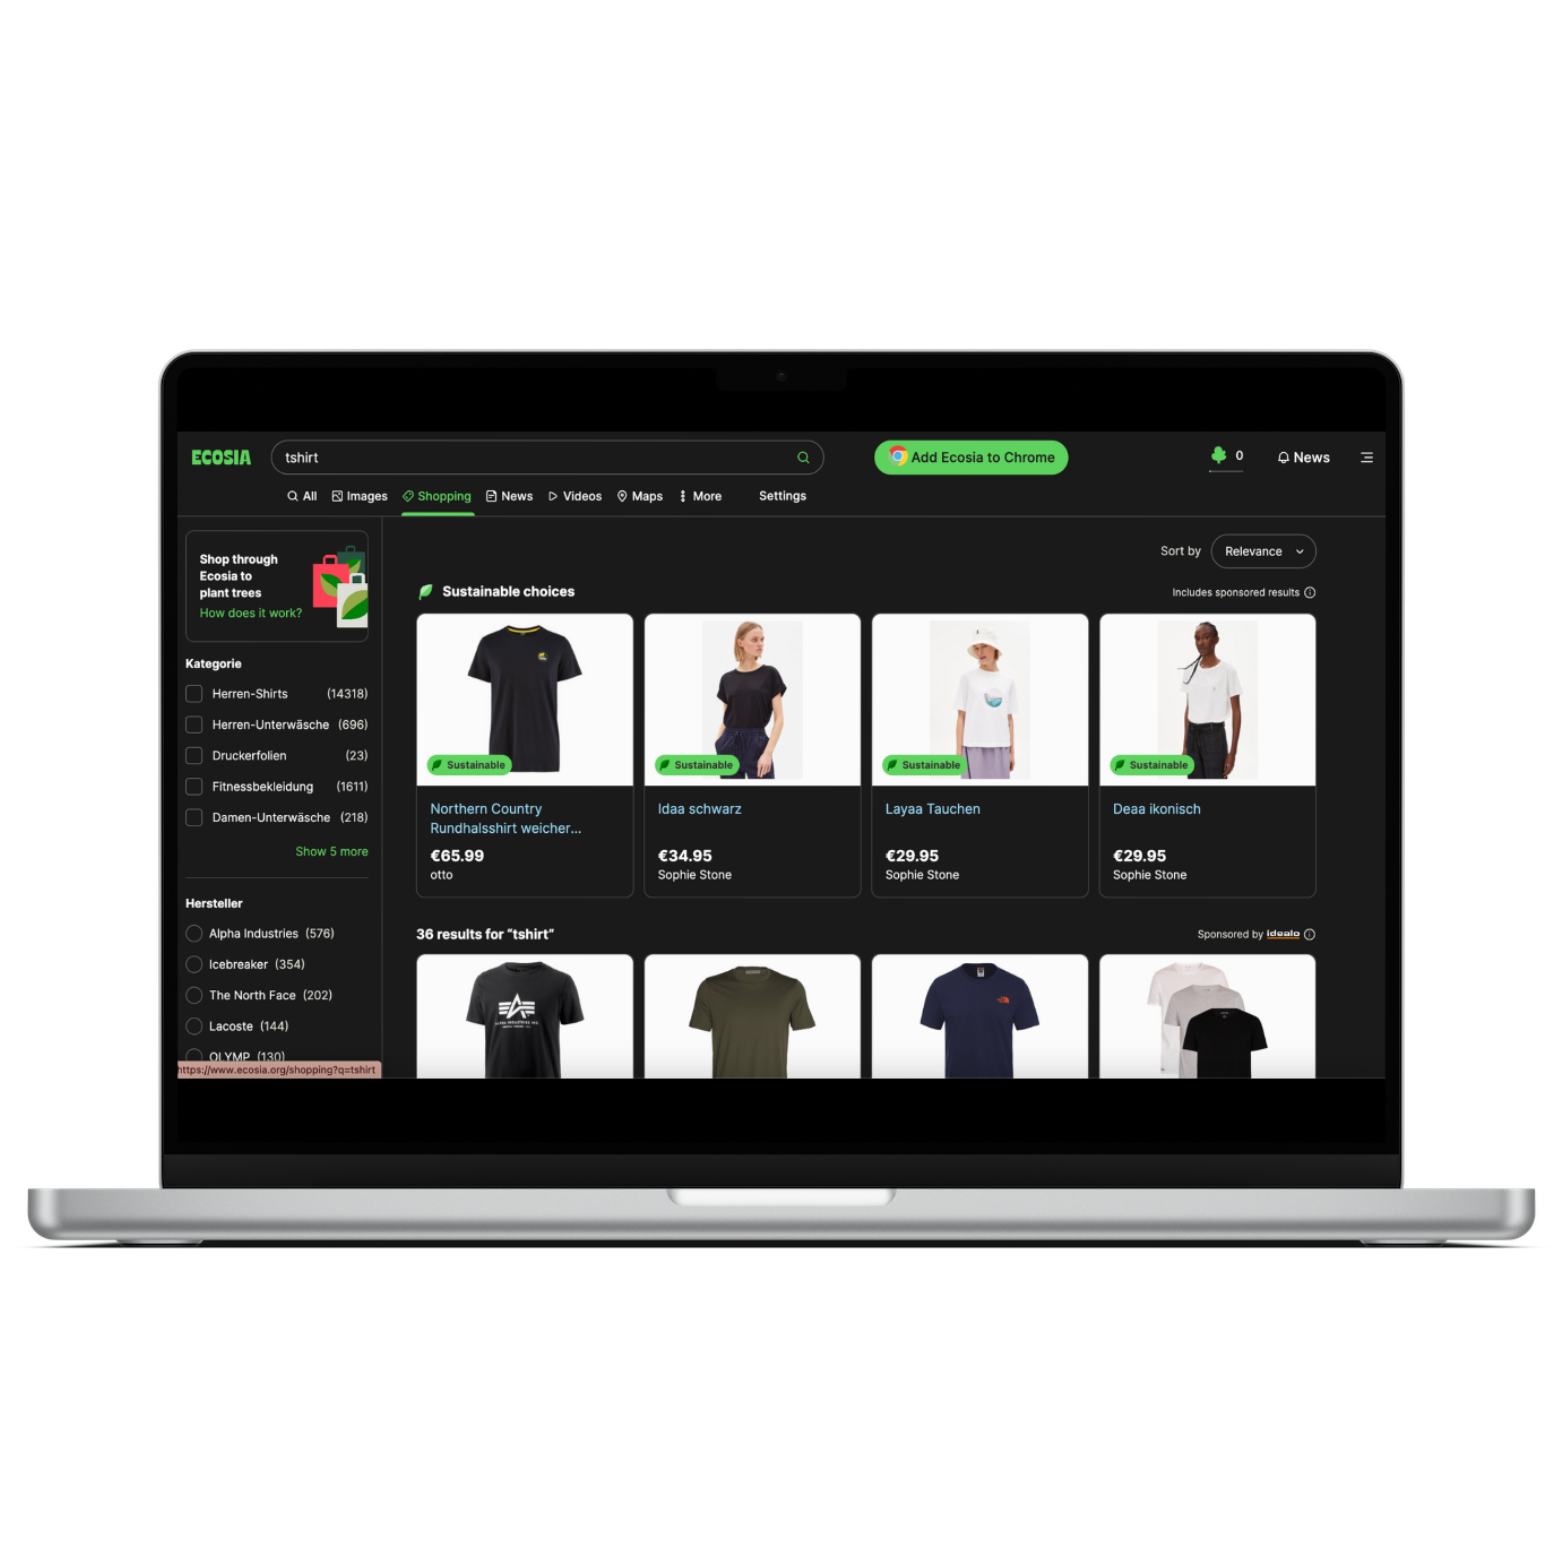 ECOSIA
tshirt
Add Ecosia to Chrome
0
News
All
Images
Shopping
News
Videos
Maps
More
Settings
Shop through
Ecosia to
plant trees
How does it work?
Kategorie
Herren-Shirts (14318)
Herren-Unterwäsche (696)
Druckerfolien (23)
Fitnessbekleidung (1611)
Damen-Unterwäsche (218)
Show 5 more
Hersteller
Alpha Industries (576)
Icebreaker (354)
The North Face (202)
Lacoste (144)
OLYMP (130)
https://www.ecosia.org/shopping?q=tshirt
Sort by
Relevance
Sustainable choices
Includes sponsored results
Sustainable
Northern Country
Rundhalsshirt weicher...
€65.99
otto
Sustainable
Idaa schwarz
€34.95
Sophie Stone
Sustainable
Layaa Tauchen
€29.95
Sophie Stone
Sustainable
Deaa ikonisch
€29.95
Sophie Stone
36 results for “tshirt”
Sponsored by idealo